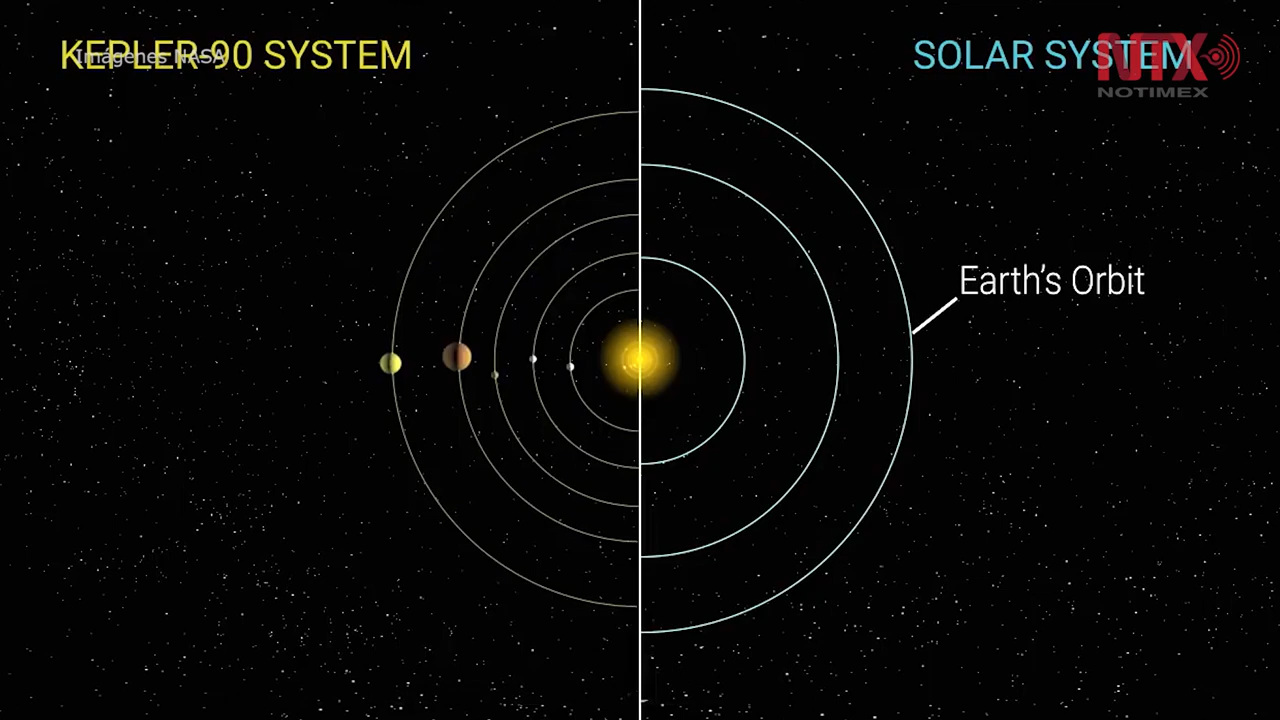 KEPLER-90 SYSTEM
Imágenes NASA
SOLAR SYSTEM
NTX
NOTIMEX
Earth's Orbit